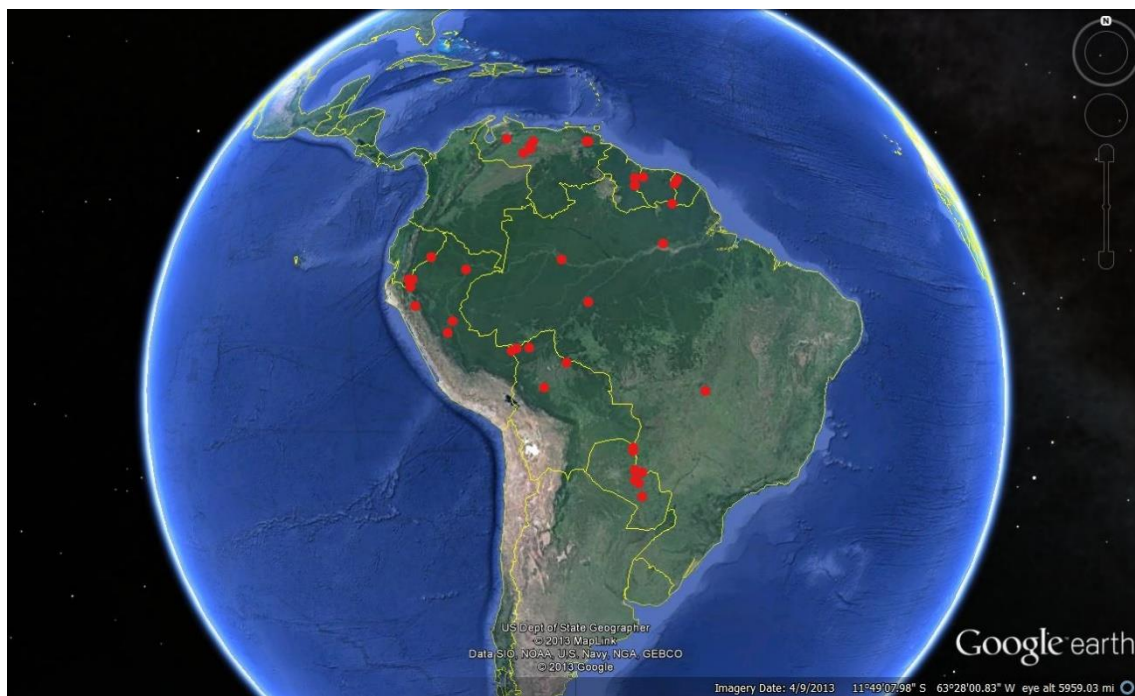 N
US Dept of State Geographer
© 2013 MapLink
Data SIO, NOAA, U.S. Navy, NGA, GEBCO
© 2013 Google
Google earth
Imagery Date: 4/9/2013 11°49'07.98" S 63°28'00.83" W eye alt 5959.03 mi